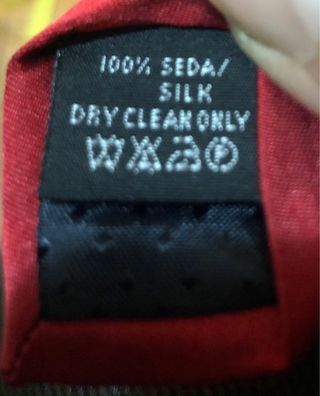 100% SEDA/
SILK
DRY CLEAN ONLY
P